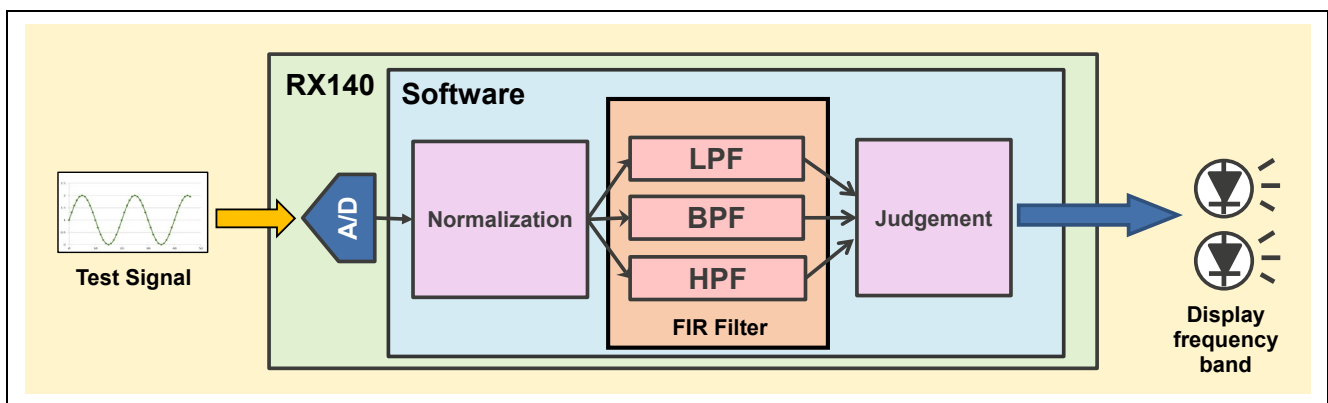 RX140
Software
Test Signal
A/D
Normalization
LPF
BPF
HPF
FIR Filter
Judgement
Display
frequency
band